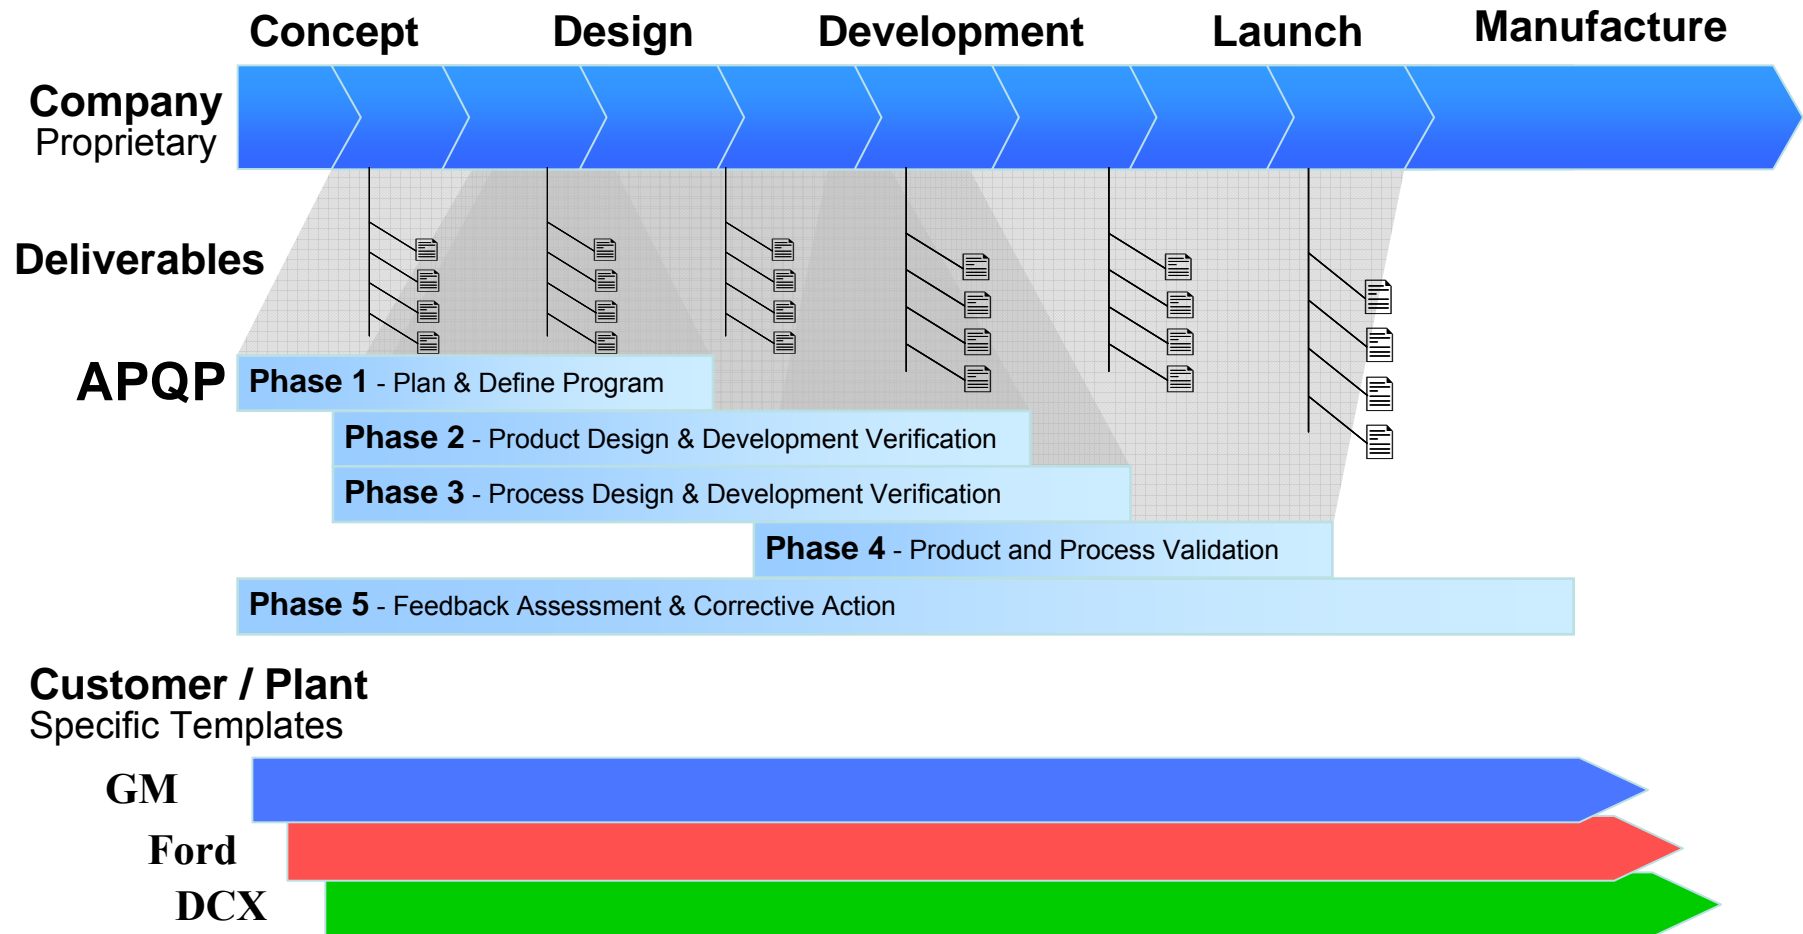 Concept Design Development Launch Manufacture
Company
Proprietary
Deliverables
APQP
Phase 1 - Plan & Define Program
Phase 2 - Product Design & Development Verification
Phase 3 - Process Design & Development Verification
Phase 4 - Product and Process Validation
Phase 5 - Feedback Assessment & Corrective Action
Customer / Plant
Specific Templates
GM
Ford
DCX